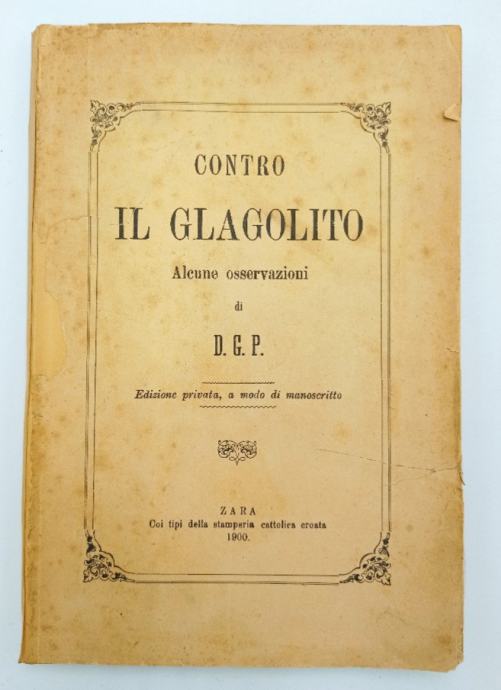 CONTRO
IL GLAGOLITO
Alcune osservazioni
di
D. G. P.
Edizione privata, a modo di manoscritto
ZARA
Coi tipi della stamperia cattolica croata
1900.